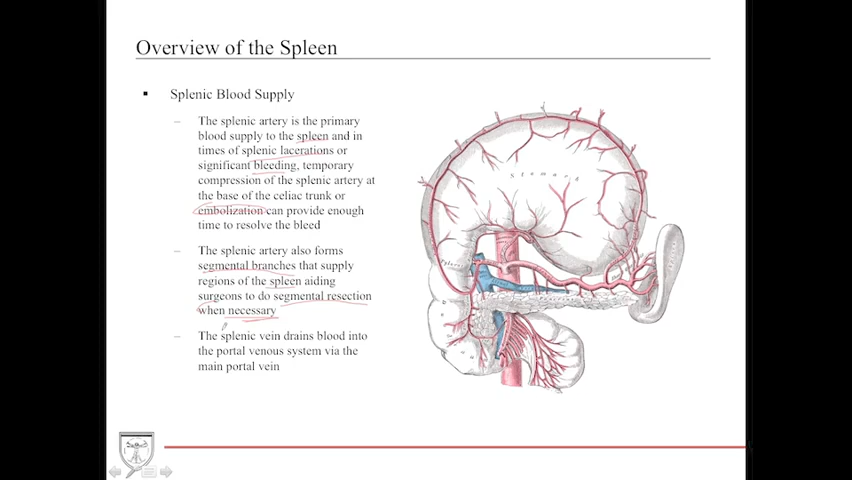 Overview of the Spleen
▪ Splenic Blood Supply
– The splenic artery is the primary
blood supply to the spleen and in
times of splenic lacerations or
significant bleeding, temporary
compression of the splenic artery at
the base of the celiac trunk or
embolization can provide enough
time to resolve the bleed
– The splenic artery also forms
segmental branches that supply
regions of the spleen aiding
surgeons to do segmental resection
when necessary
– The splenic vein drains blood into
the portal venous system via the
main portal vein
Stomach